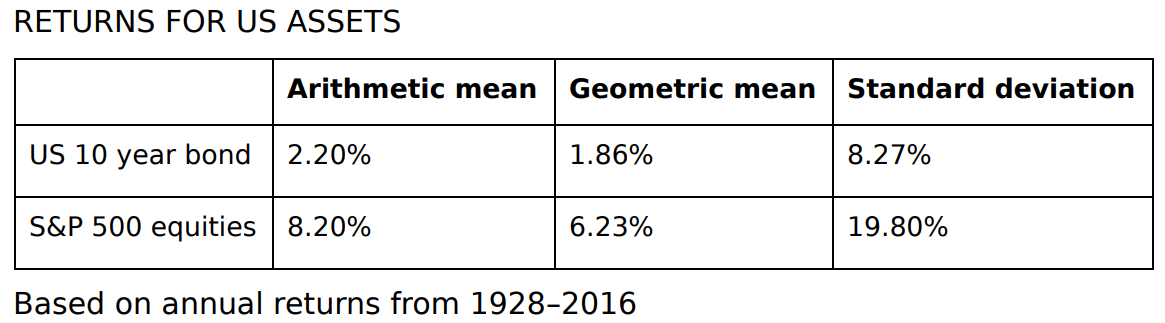 RETURNS FOR US ASSETS
Arithmetic mean Geometric mean Standard deviation
US 10 year bond 2.20% 1.86% 8.27%
S&P 500 equities 8.20% 6.23% 19.80%
Based on annual returns from 1928–2016